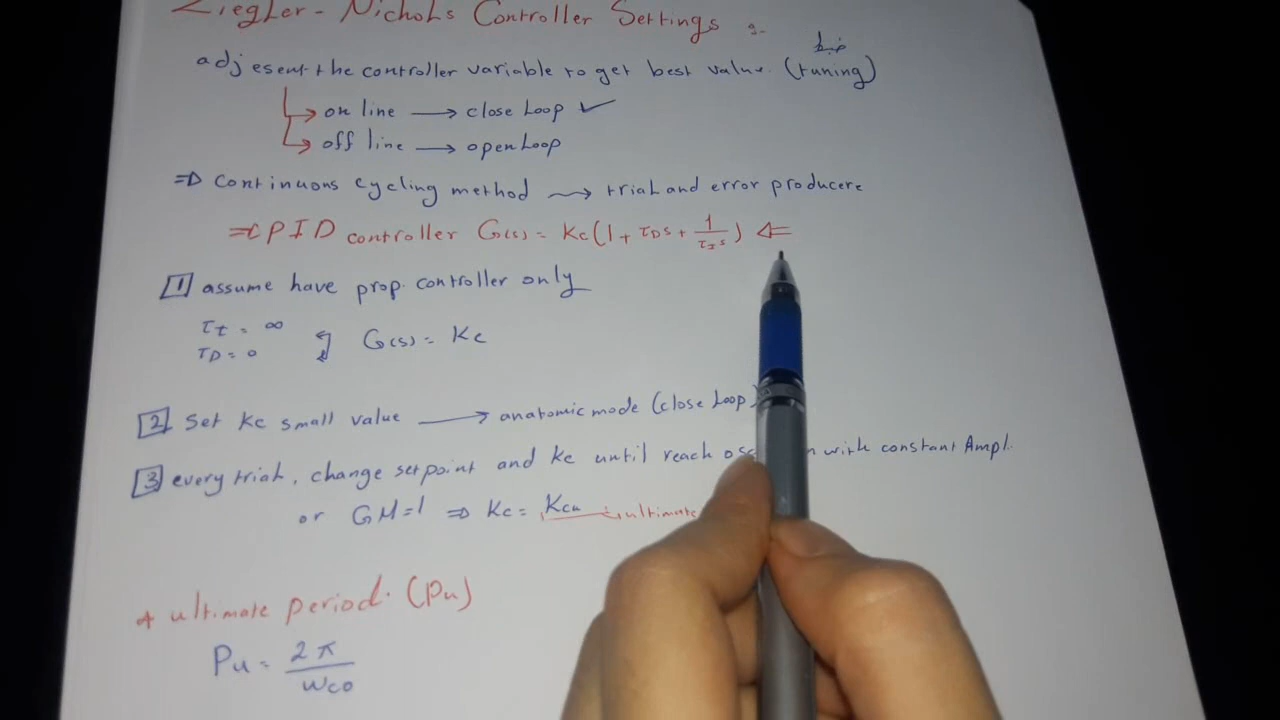 Ziegler - Nichols Controller Settings :-
ضبط
adjesent the controller variable to get best value. (tuning)
→ on line → close Loop ✓
→ off line → open Loop
⇒ Continuous cycling method ⤳ trial and error producere
⇒ PID controller G(s) = Kc(1 + τDS + 1/τIS) ⇐
[1] assume have prop. controller only
τt = ∞
τD = 0 } G(s) = Kc
[2] Set Kc small value → anatomic mode (close Loop)
[3] every trial, change setpoint and Kc until reach with constant Ampl.
or GM=1 ⇒ Kc = Kcu → ultimate
* ultimate period. (Pu)
Pu = 2π/ωco